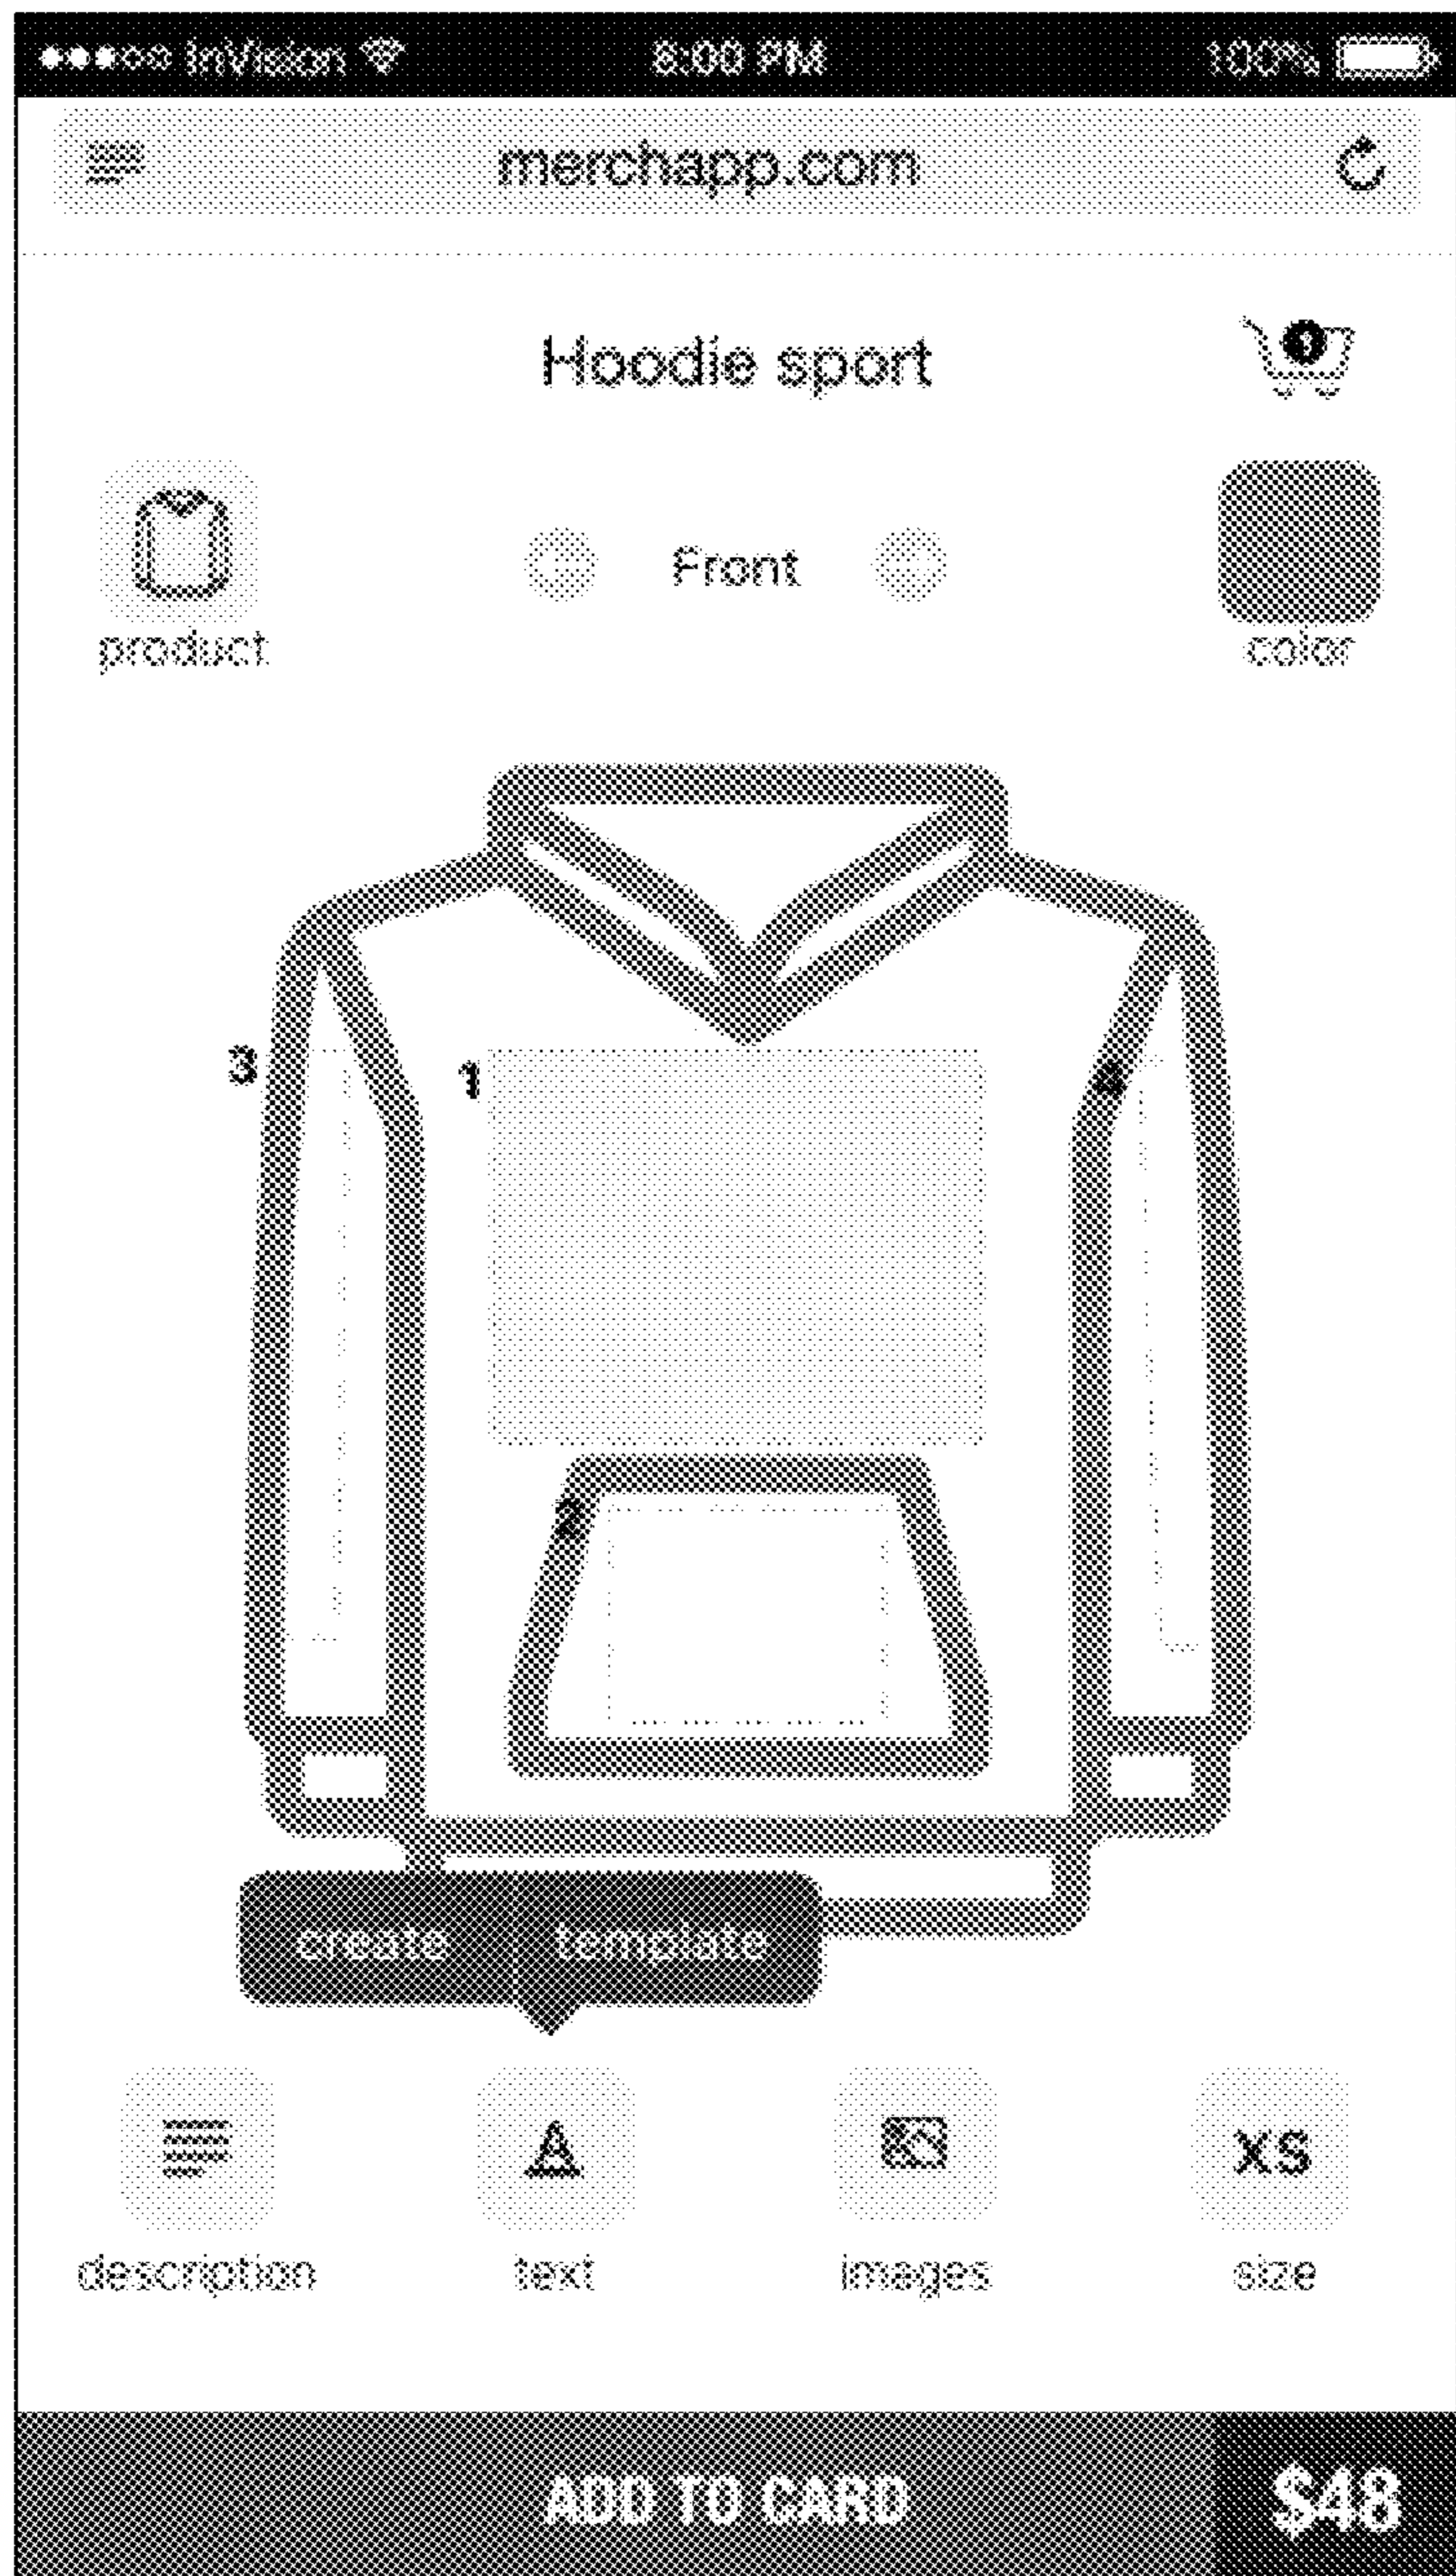 InVision 8:00 PM 100%
merchapp.com
Hoodie sport
Front
product
color
3
1
4
2
create template
A
XS
description text images size
ADD TO CARD $48